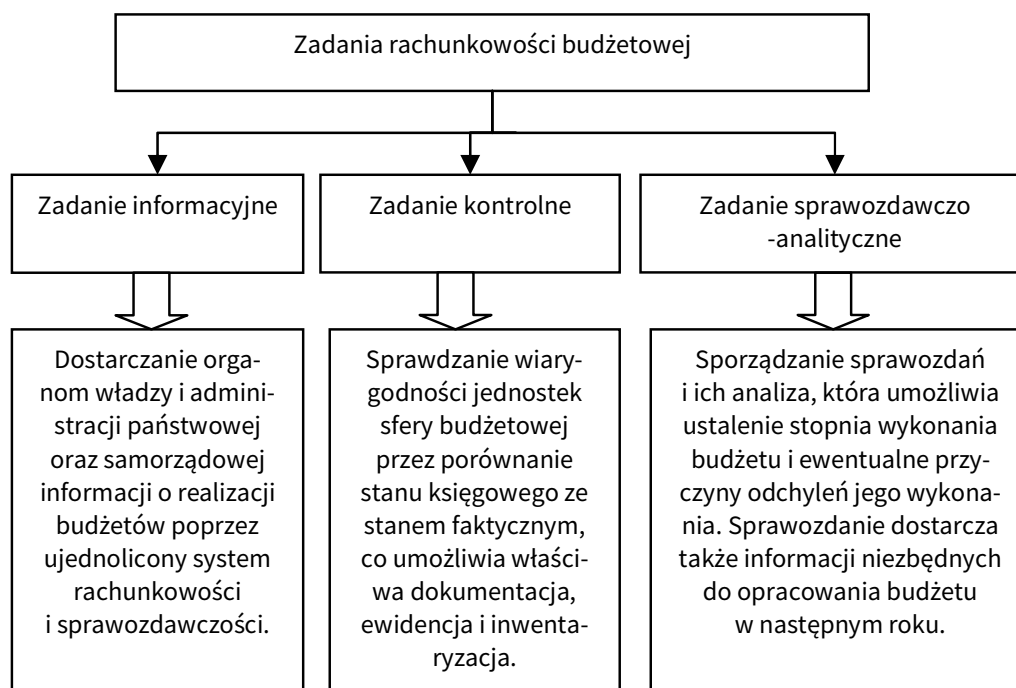 Zadania rachunkowości budżetowej
Zadanie informacyjne
Zadanie kontrolne
Zadanie sprawozdawczo
-analityczne
Dostarczanie orga-
nom władzy i admini-
stracji państwowej
oraz samorządowej
informacji o realizacji
budżetów poprzez
ujednolicony system
rachunkowości
i sprawozdawczości.
Sprawdzanie wiary-
godności jednostek
sfery budżetowej
przez porównanie
stanu księgowego ze
stanem faktycznym,
co umożliwia właści-
wa dokumentacja,
ewidencja i inwenta-
ryzacja.
Sporządzanie sprawozdań
i ich analiza, która umożliwia
ustalenie stopnia wykonania
budżetu i ewentualne przy-
czyny odchyleń jego wykona-
nia. Sprawozdanie dostarcza
także informacji niezbędnych
do opracowania budżetu
w następnym roku.